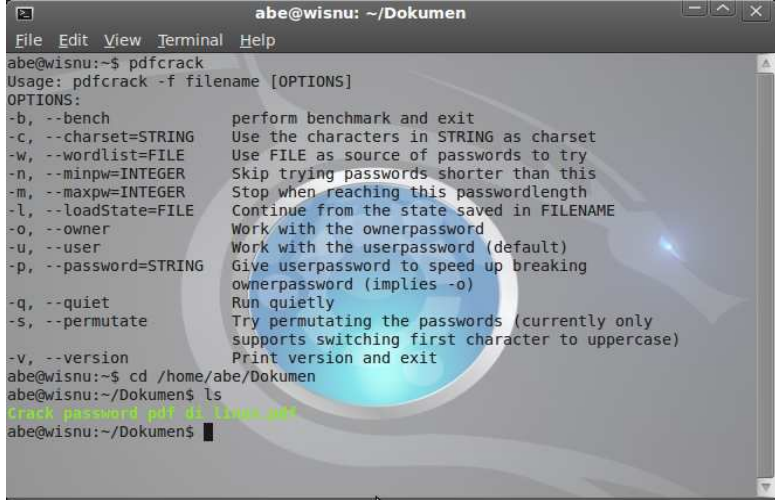 abe@wisnu: ~/Dokumen
File Edit View Terminal Help
abe@wisnu:~$ pdfcrack
Usage: pdfcrack -f filename [OPTIONS]
OPTIONS:
-b, --bench perform benchmark and exit
-c, --charset=STRING Use the characters in STRING as charset
-w, --wordlist=FILE Use FILE as source of passwords to try
-n, --minpw=INTEGER Skip trying passwords shorter than this
-m, --maxpw=INTEGER Stop when reaching this passwordlength
-l, --loadState=FILE Continue from the state saved in FILENAME
-o, --owner Work with the ownerpassword
-u, --user Work with the userpassword (default)
-p, --password=STRING Give userpassword to speed up breaking
ownerpassword (implies -o)
-q, --quiet Run quietly
-s, --permutate Try permutating the passwords (currently only
supports switching first character to uppercase)
-v, --version Print version and exit
abe@wisnu:~$ cd /home/abe/Dokumen
abe@wisnu:~/Dokumen$ ls
Crack password pdf di linux.pdf
abe@wisnu:~/Dokumen$